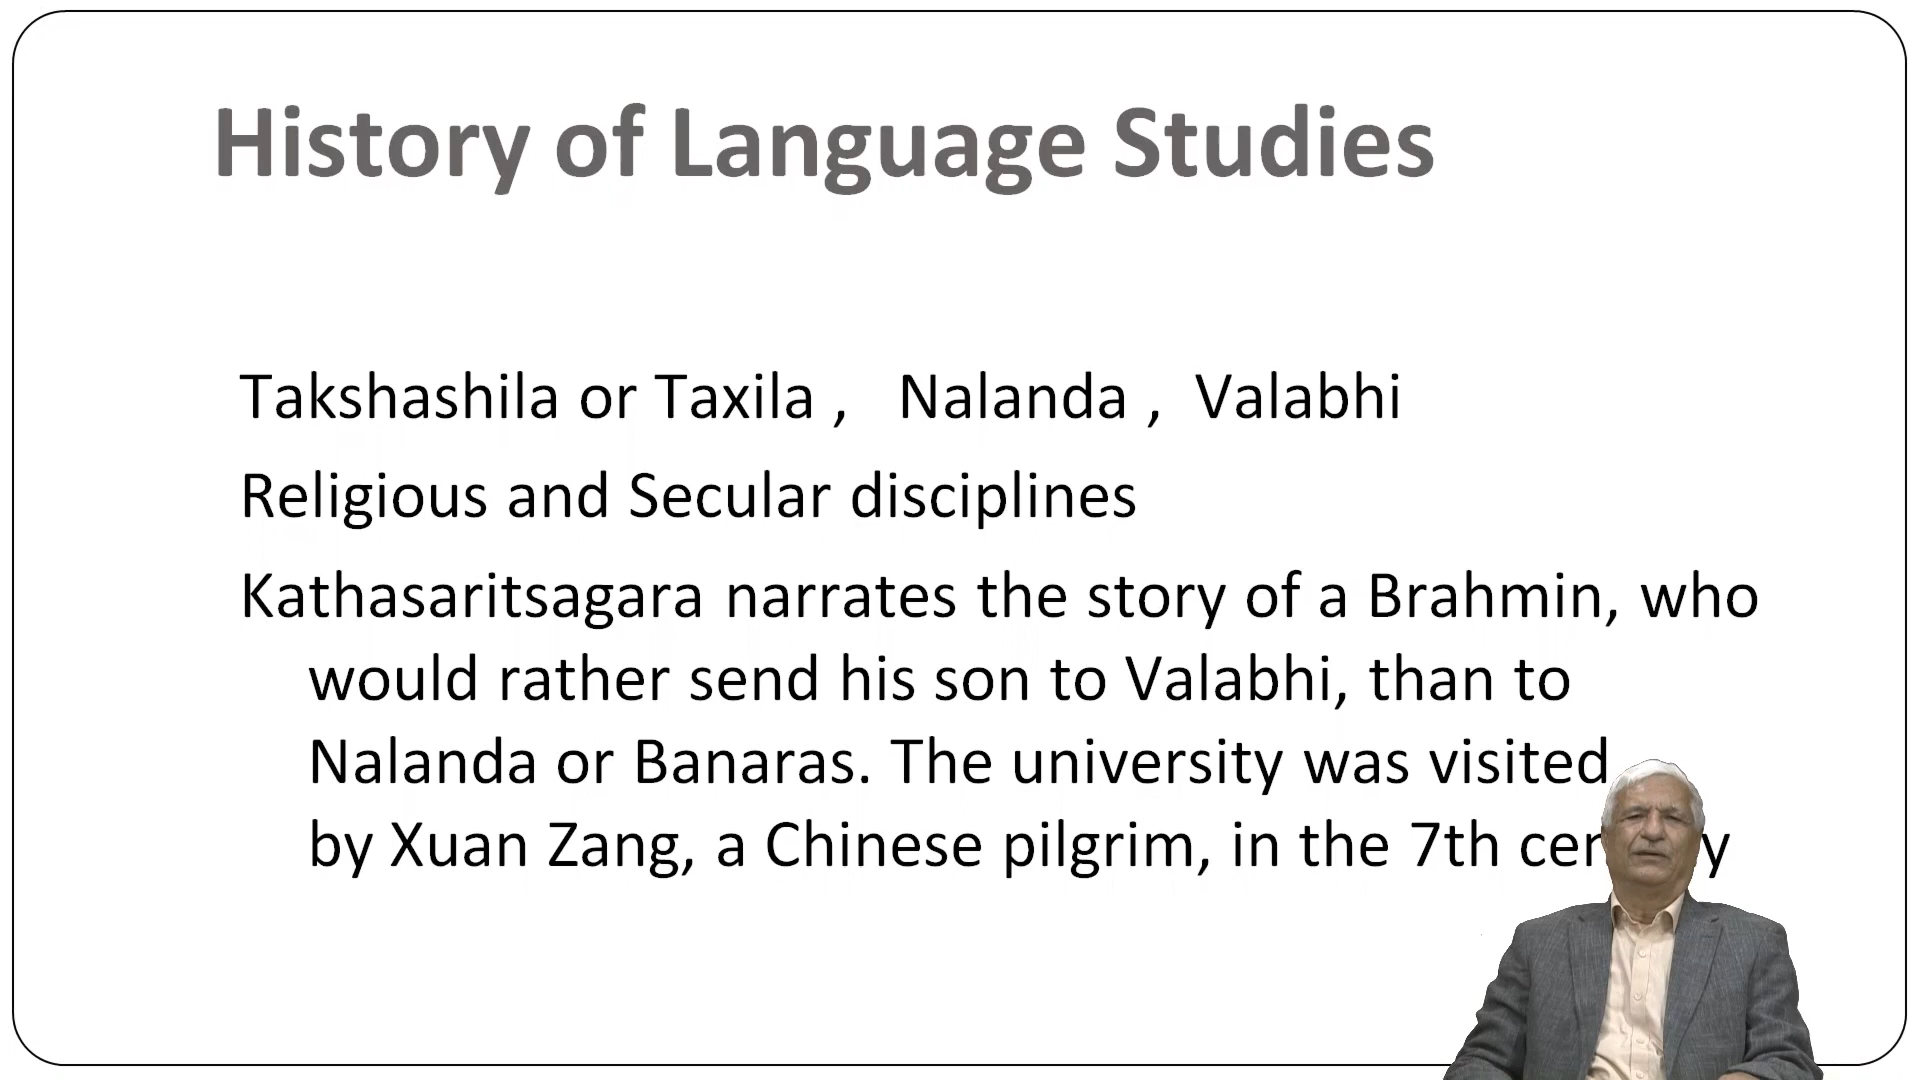 History of Language Studies
Takshashila or Taxila , Nalanda , Valabhi
Religious and Secular disciplines
Kathasaritsagara narrates the story of a Brahmin, who
would rather send his son to Valabhi, than to
Nalanda or Banaras. The university was visited
by Xuan Zang, a Chinese pilgrim, in the 7th